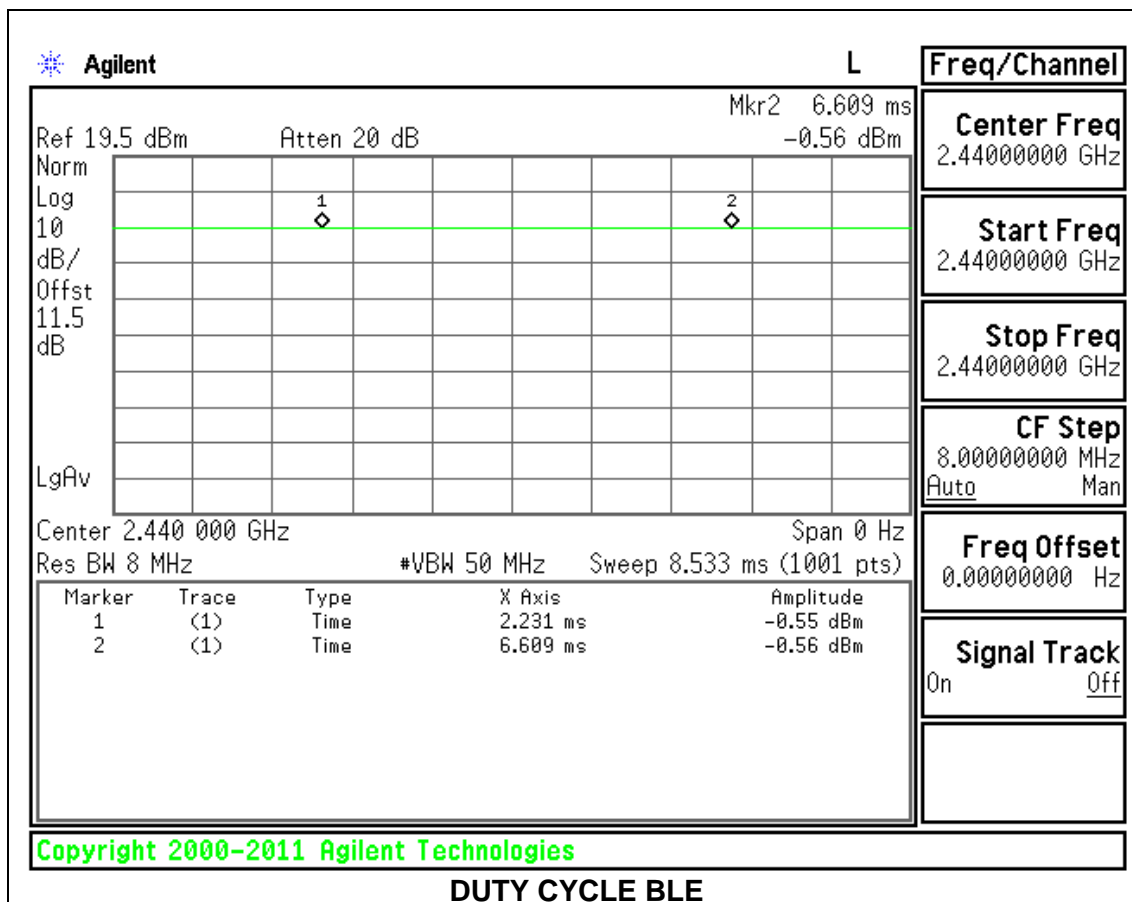 Agilent L
Mkr2 6.609 ms
Ref 19.5 dBm Atten 20 dB -0.56 dBm
Norm
Log
10
dB/
Offst
11.5
dB
LgAv
1
2
Center 2.440 000 GHz Span 0 Hz
Res BW 8 MHz #VBW 50 MHz Sweep 8.533 ms (1001 pts)
Marker Trace Type X Axis Amplitude
1 (1) Time 2.231 ms -0.55 dBm
2 (1) Time 6.609 ms -0.56 dBm
Freq/Channel
Center Freq
2.44000000 GHz
Start Freq
2.44000000 GHz
Stop Freq
2.44000000 GHz
CF Step
8.00000000 MHz
Auto Man
Freq Offset
0.00000000 Hz
Signal Track
On Off
Copyright 2000-2011 Agilent Technologies
DUTY CYCLE BLE